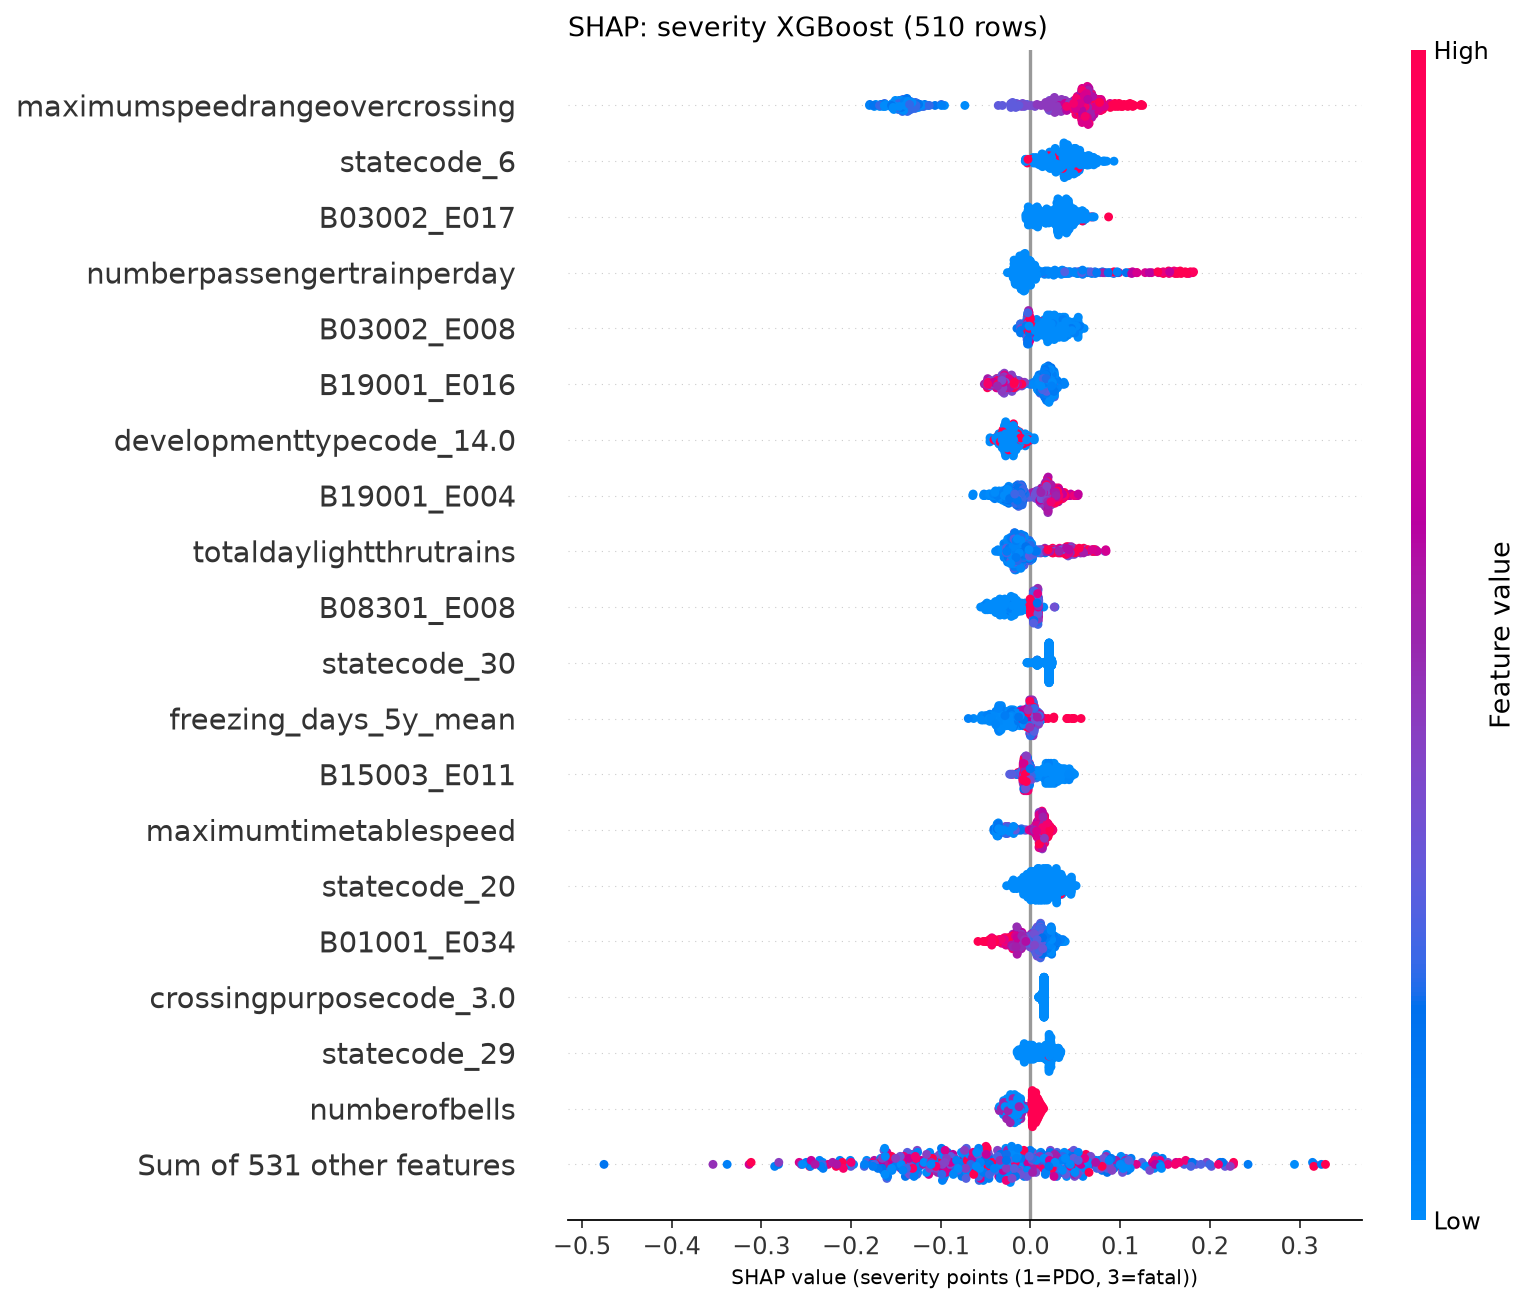 SHAP: severity XGBoost (510 rows)
High
maximumspeedrangeovercrossing
statecode_6
B03002_E017
numberpassengertrainperday
B03002_E008
B19001_E016
developmenttypecode_14.0
B19001_E004
totaldaylightthrutrains
B08301_E008
statecode_30
freezing_days_5y_mean
B15003_E011
maximumtimetablespeed
statecode_20
B01001_E034
crossingpurposecode_3.0
statecode_29
numberofbells
Sum of 531 other features
Feature value
Low
−0.5 −0.4 −0.3 −0.2 −0.1 0.0 0.1 0.2 0.3
SHAP value (severity points (1=PDO, 3=fatal))